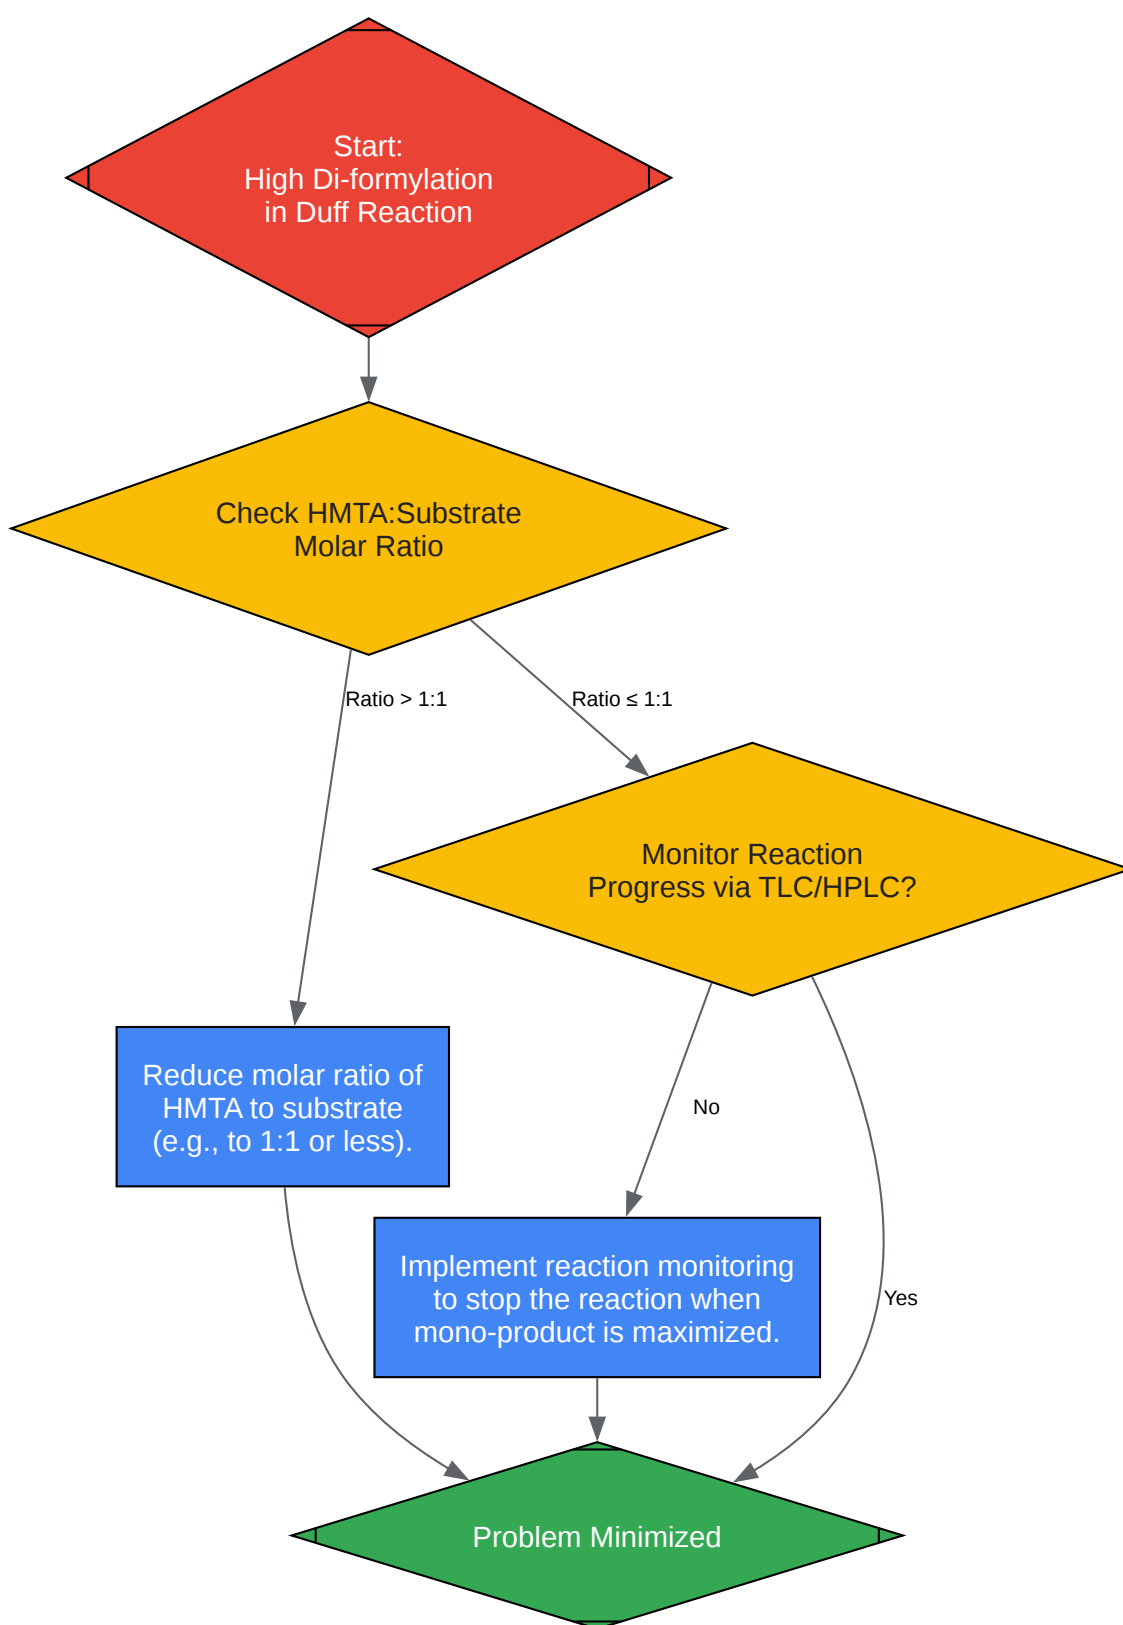 Start:
High Di-formylation
in Duff Reaction
Check HMTA:Substrate
Molar Ratio
Ratio > 1:1
Ratio ≤ 1:1
Monitor Reaction
Progress via TLC/HPLC?
Reduce molar ratio of
HMTA to substrate
(e.g., to 1:1 or less).
No
Implement reaction monitoring
to stop the reaction when
mono-product is maximized.
Yes
Problem Minimized